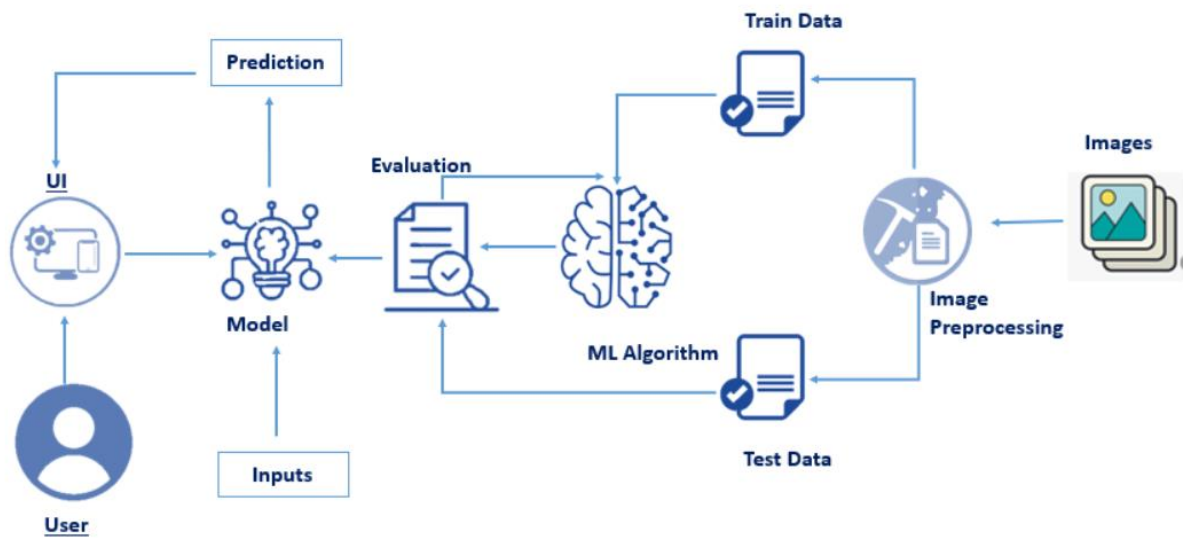 Train Data
Prediction
Images
Evaluation
UI
Image
Preprocessing
Model
ML Algorithm
Test Data
Inputs
User